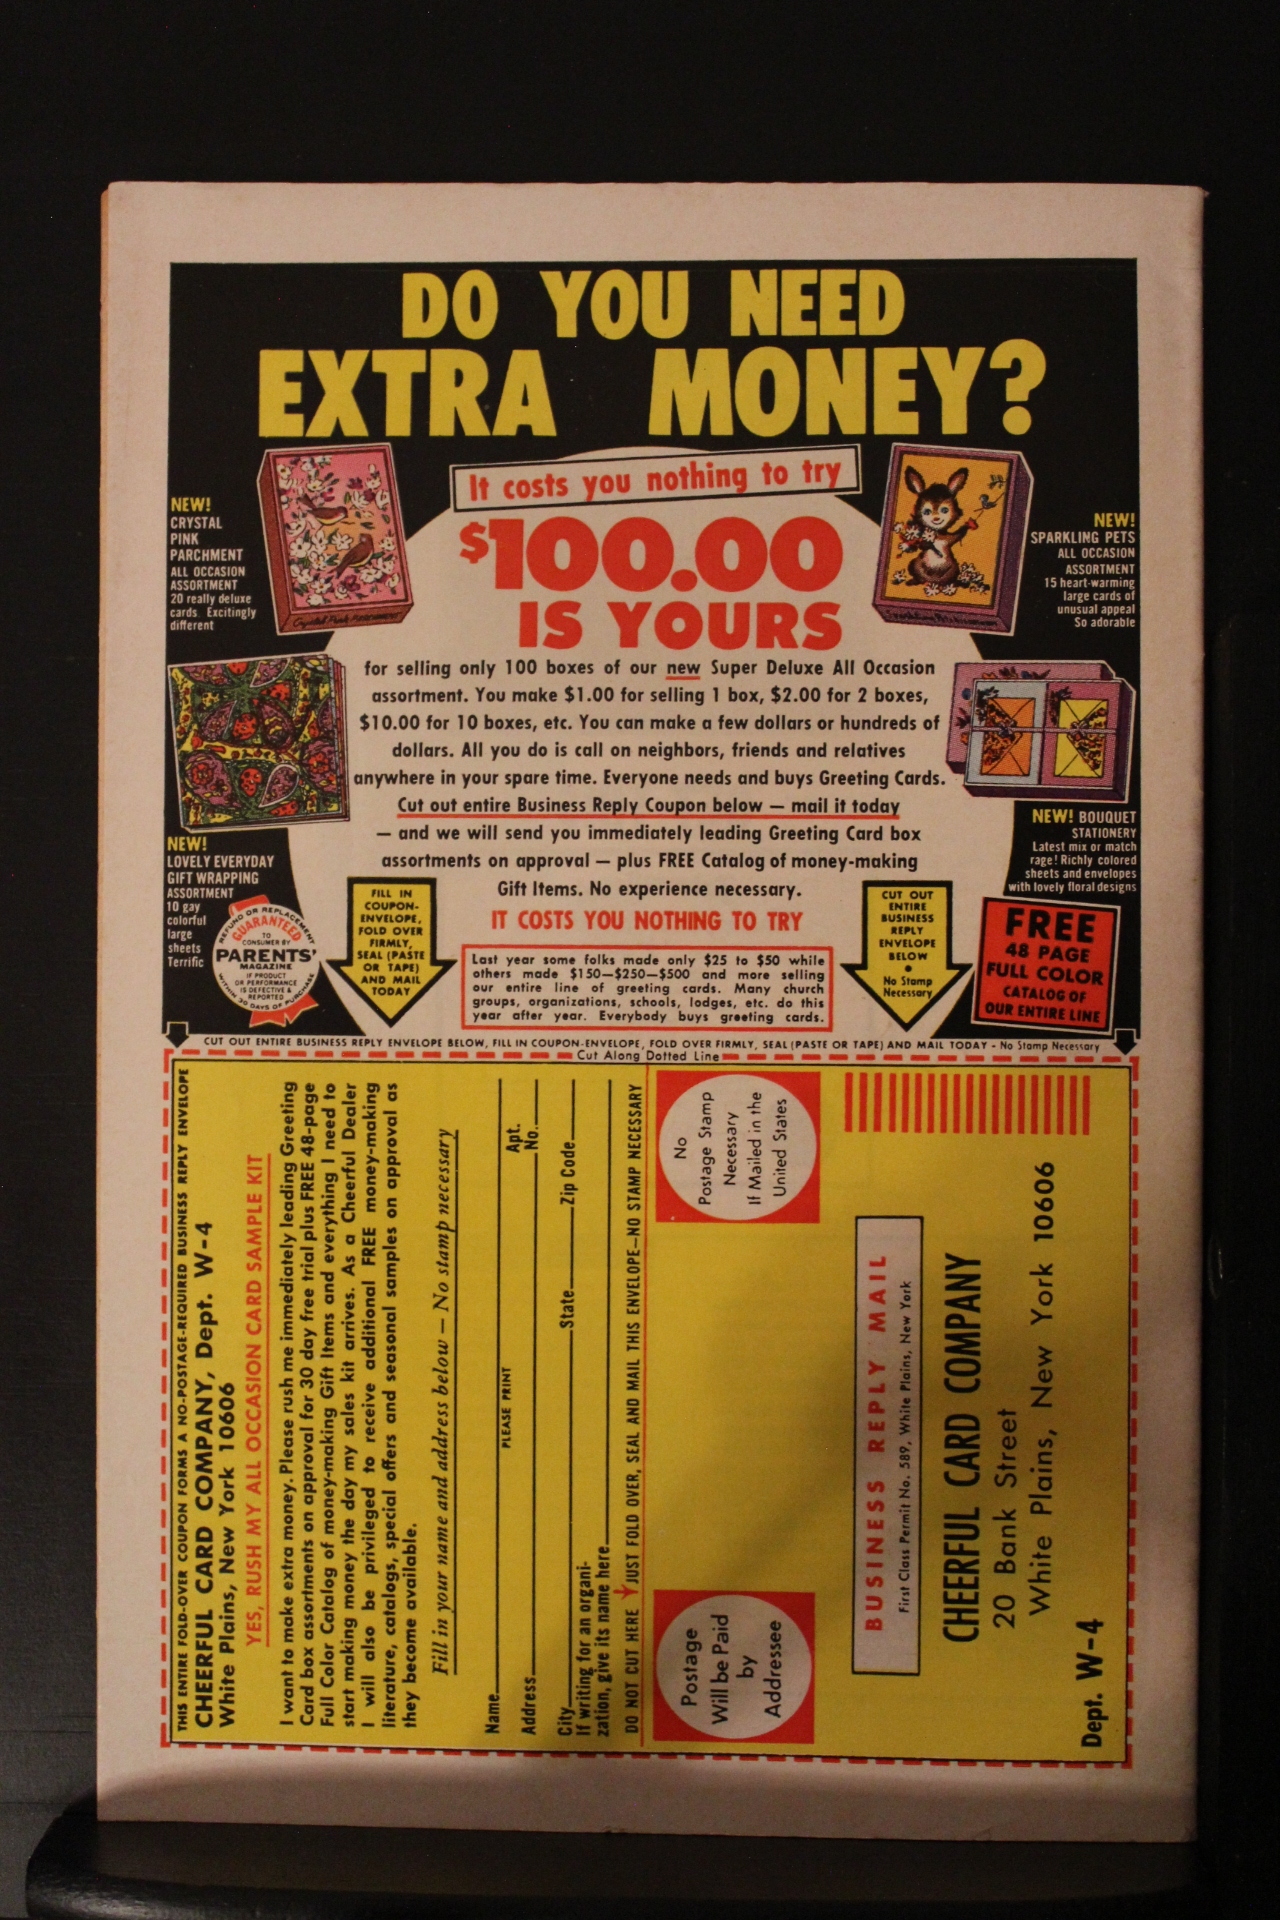 DO YOU NEED
EXTRA MONEY?
It costs you nothing to try
$100.00
IS YOURS
NEW!
CRYSTAL
PINK
PARCHMENT
ALL OCCASION
ASSORTMENT
20 really deluxe
cards Excitingly
different
NEW!
SPARKLING PETS
ALL OCCASION
ASSORTMENT
15 heart-warming
large cards of
unusual appeal
So adorable
for selling only 100 boxes of our new Super Deluxe All Occasion
assortment. You make $1.00 for selling 1 box, $2.00 for 2 boxes,
$10.00 for 10 boxes, etc. You can make a few dollars or hundreds of
dollars. All you do is call on neighbors, friends and relatives
anywhere in your spare time. Everyone needs and buys Greeting Cards.
Cut out entire Business Reply Coupon below — mail it today
— and we will send you immediately leading Greeting Card box
assortments on approval — plus FREE Catalog of money-making
Gift Items. No experience necessary.
IT COSTS YOU NOTHING TO TRY
NEW!
LOVELY EVERYDAY
GIFT WRAPPING
ASSORTMENT
10 gay
colorful
large
sheets
Terrific
NEW! BOUQUET
STATIONERY
Latest mix or match
rage! Richly colored
sheets and envelopes
with lovely floral designs
REFUND OR REPLACEMENT
GUARANTEED
TO
CONSUMER BY
PARENTS'
MAGAZINE
IF PRODUCT
OR PERFORMANCE
IS DEFECTIVE &
REPORTED
WITHIN 30 DAYS OF PURCHASE
FILL IN
COUPON-
ENVELOPE,
FOLD OVER
FIRMLY,
SEAL (PASTE
OR TAPE)
AND MAIL
TODAY
Last year some folks made only $25 to $50 while
others made $150—$250—$500 and more selling
our entire line of greeting cards. Many church
groups, organizations, schools, lodges, etc. do this
year after year. Everybody buys greeting cards.
CUT OUT
ENTIRE
BUSINESS
REPLY
ENVELOPE
BELOW
•
No Stamp
Necessary
FREE
48 PAGE
FULL COLOR
CATALOG OF
OUR ENTIRE LINE
CUT OUT ENTIRE BUSINESS REPLY ENVELOPE BELOW, FILL IN COUPON-ENVELOPE, FOLD OVER FIRMLY, SEAL (PASTE OR TAPE) AND MAIL TODAY - No Stamp Necessary
Cut Along Dotted Line
THIS ENTIRE FOLD-OVER COUPON FORMS A NO-POSTAGE-REQUIRED BUSINESS REPLY ENVELOPE
CHEERFUL CARD COMPANY, Dept. W-4
White Plains, New York 10606
YES, RUSH MY ALL OCCASION CARD SAMPLE KIT
I want to make extra money. Please rush me immediately leading Greeting
Card box assortments on approval for 30 day free trial plus FREE 48-page
Full Color Catalog of money-making Gift Items and everything I need to
start making money the day my sales kit arrives. As a Cheerful Dealer
I will also be privileged to receive additional FREE money-making
literature, catalogs, special offers and seasonal samples on approval as
they become available.
Fill in your name and address below — No stamp necessary
Name
PLEASE PRINT
Address Apt. No.
City State Zip Code
If writing for an organi-
zation, give its name here
DO NOT CUT HERE JUST FOLD OVER, SEAL AND MAIL THIS ENVELOPE—NO STAMP NECESSARY
Postage
Will be Paid
by
Addressee
No
Postage Stamp
Necessary
If Mailed in the
United States
BUSINESS REPLY MAIL
First Class Permit No. 589, White Plains, New York
CHEERFUL CARD COMPANY
20 Bank Street
White Plains, New York 10606
Dept. W-4